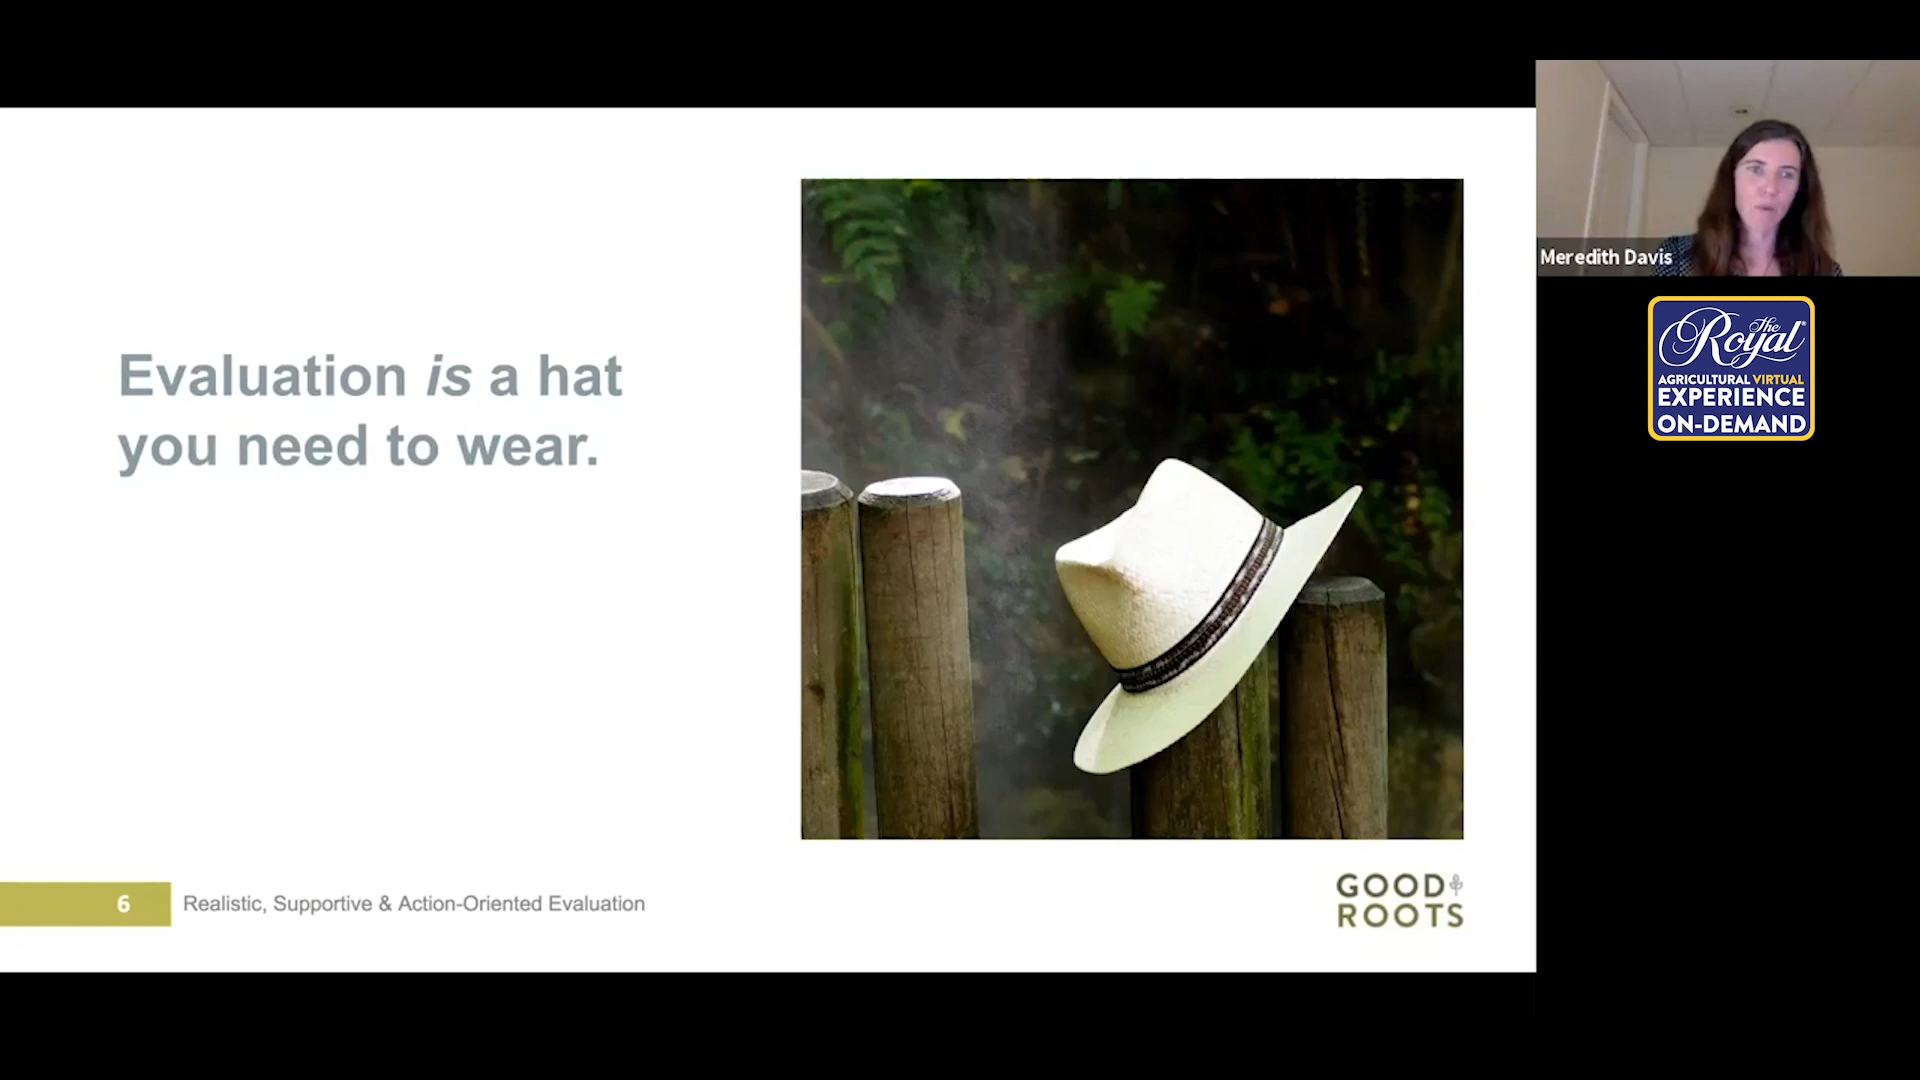 Evaluation is a hat
you need to wear.
6
Realistic, Supportive & Action-Oriented Evaluation
GOOD
ROOTS
Meredith Davis
The
Royal
AGRICULTURAL VIRTUAL
EXPERIENCE
ON-DEMAND